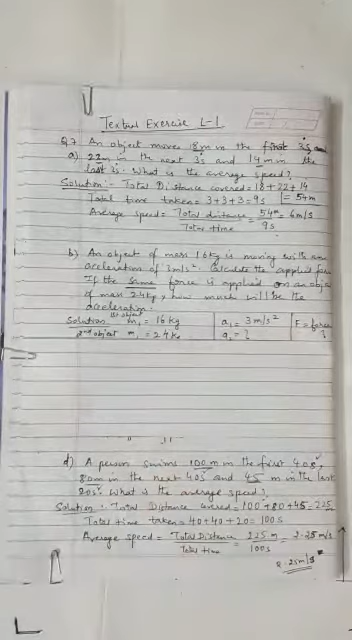 Textual Exercise L-1
Q.7 An object moves 18m in the first 3s, and
a) 22m in the next 3s and 14m in the
last 3s. What is the average speed?
Solution:- Total Distance covered = 18+22+14
Total time taken = 3+3+3 = 9s = 54m
Average speed = Total distance / Total time = 54m / 9s = 6m/s
b) An object of mass 16kg is moving with an
acceleration of 3m/s². Calculate the applied force
If the same force is applied on an object
of mass 24kg, how much will be the
acceleration.
Solution 1st object m₁ = 16kg a₁ = 3m/s² F = force ?
2nd object m = 24kg a = ?
d) A person swims 100m in the first 40s,
80m in the next 40s and 45 m in the last
20s. What is the average speed?
Solution:- Total Distance covered = 100+80+45 = 225
Total time taken = 40+40+20 = 100s
Average speed = Total Distance / Total time = 225m / 100s = 2.25m/s
2.25m/s